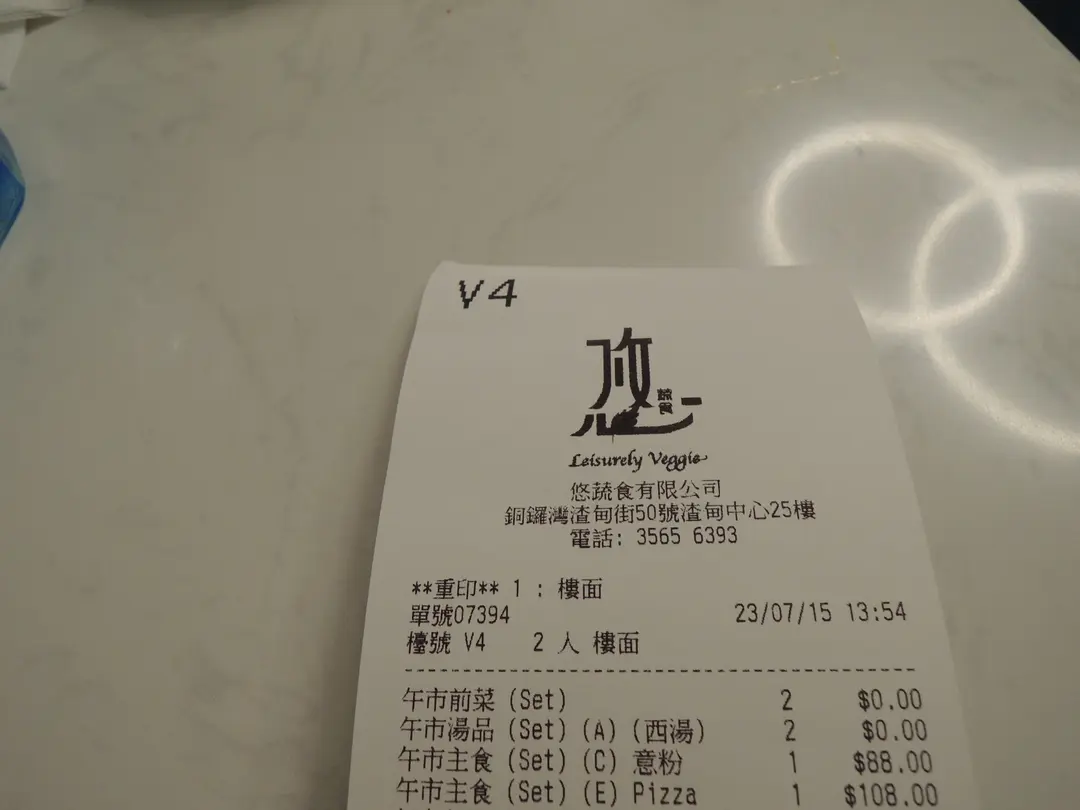 V4
悠
蔬食
Leisurely Veggie
悠蔬食有限公司
銅鑼灣渣甸街50號渣甸中心25樓
電話: 3565 6393
**重印** 1 : 樓面
單號07394 23/07/15 13:54
檯號 V4 2 人 樓面
午市前菜 (Set) 2 $0.00
午市湯品 (Set) (A) (西湯) 2 $0.00
午市主食 (Set) (C) 意粉 1 $88.00
午市主食 (Set) (E) Pizza 1 $108.00